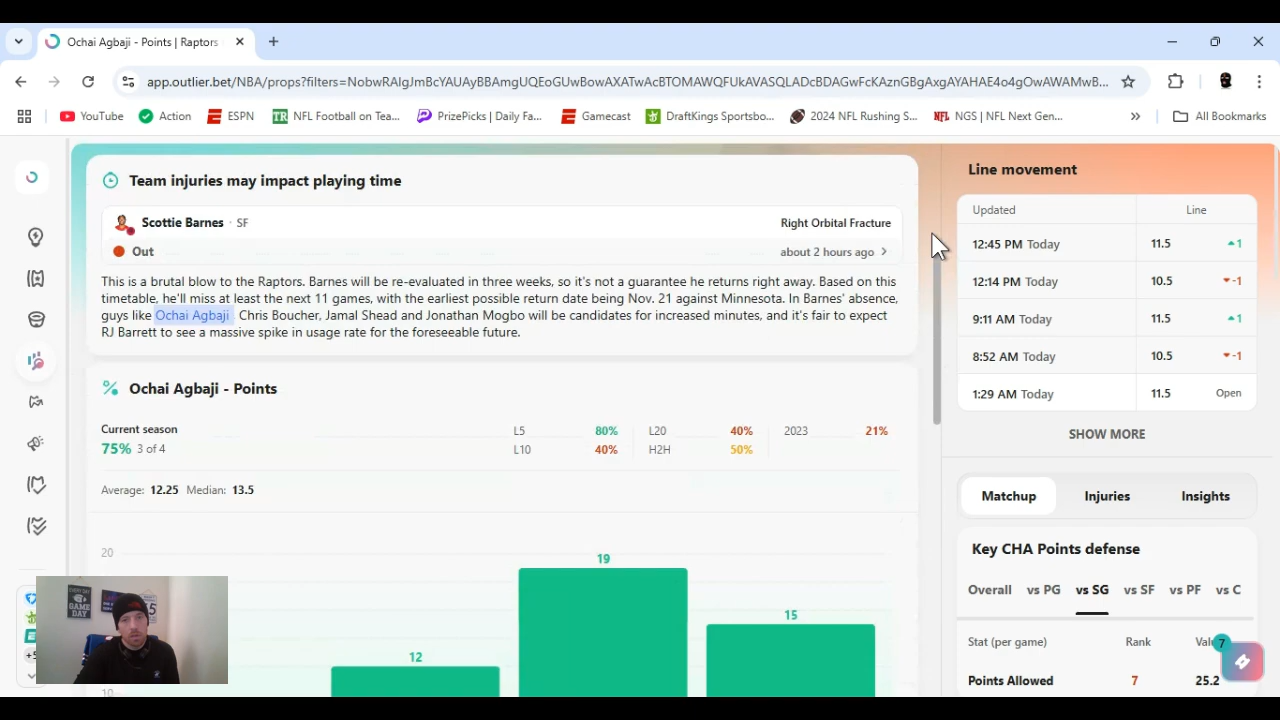 Ochai Agbaji - Points | Raptors
app.outlier.bet/NBA/props?filters=NobwRAlgJmBcYAUAyBBAmgUQEoGUwBowAXATwAcBTOMAWQFUkAVASQLADcBDAGwFcKAznGBgAxgAYAHAE4o4gOwAWAMwB...
YouTube Action ESPN NFL Football on Tea... PrizePicks | Daily Fa... Gamecast DraftKings Sportsbo... 2024 NFL Rushing S... NFL NGS | NFL Next Gen... » All Bookmarks
Team injuries may impact playing time
Scottie Barnes · SF Right Orbital Fracture
Out about 2 hours ago
This is a brutal blow to the Raptors. Barnes will be re-evaluated in three weeks, so it's not a guarantee he returns right away. Based on this
timetable, he'll miss at least the next 11 games, with the earliest possible return date being Nov. 21 against Minnesota. In Barnes' absence,
guys like Ochai Agbaji, Chris Boucher, Jamal Shead and Jonathan Mogbo will be candidates for increased minutes, and it's fair to expect
RJ Barrett to see a massive spike in usage rate for the foreseeable future.
Ochai Agbaji - Points
Current season
75% 3 of 4
L5 80% L20 40% 2023 21%
L10 40% H2H 50%
Average: 12.25 Median: 13.5
20
19
15
12
10
Line movement
Updated Line
12:45 PM Today 11.5 1
12:14 PM Today 10.5 -1
9:11 AM Today 11.5 1
8:52 AM Today 10.5 -1
1:29 AM Today 11.5 Open
SHOW MORE
Matchup Injuries Insights
Key CHA Points defense
Overall vs PG vs SG vs SF vs PF vs C
Stat (per game) Rank
7
Points Allowed 7 25.2
GAME
DAY